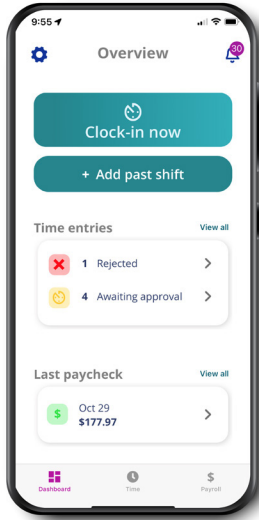 9:55
Overview
30
Clock-in now
+ Add past shift
Time entries View all
1 Rejected
4 Awaiting approval
Last paycheck View all
$ Oct 29
$177.97
$
Dashboard Time Payroll